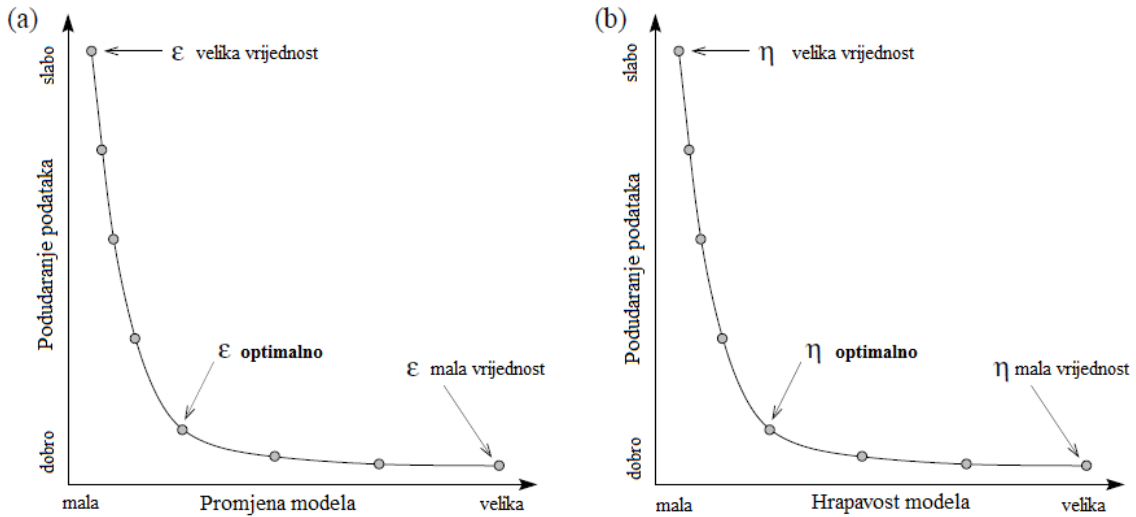 (a)
slabo
Podudaranje podataka
dobro
ε velika vrijednost
ε optimalno
ε mala vrijednost
mala
Promjena modela
velika
(b)
slabo
Podudaranje podataka
dobro
η velika vrijednost
η optimalno
η mala vrijednost
mala
Hrapavost modela
velika